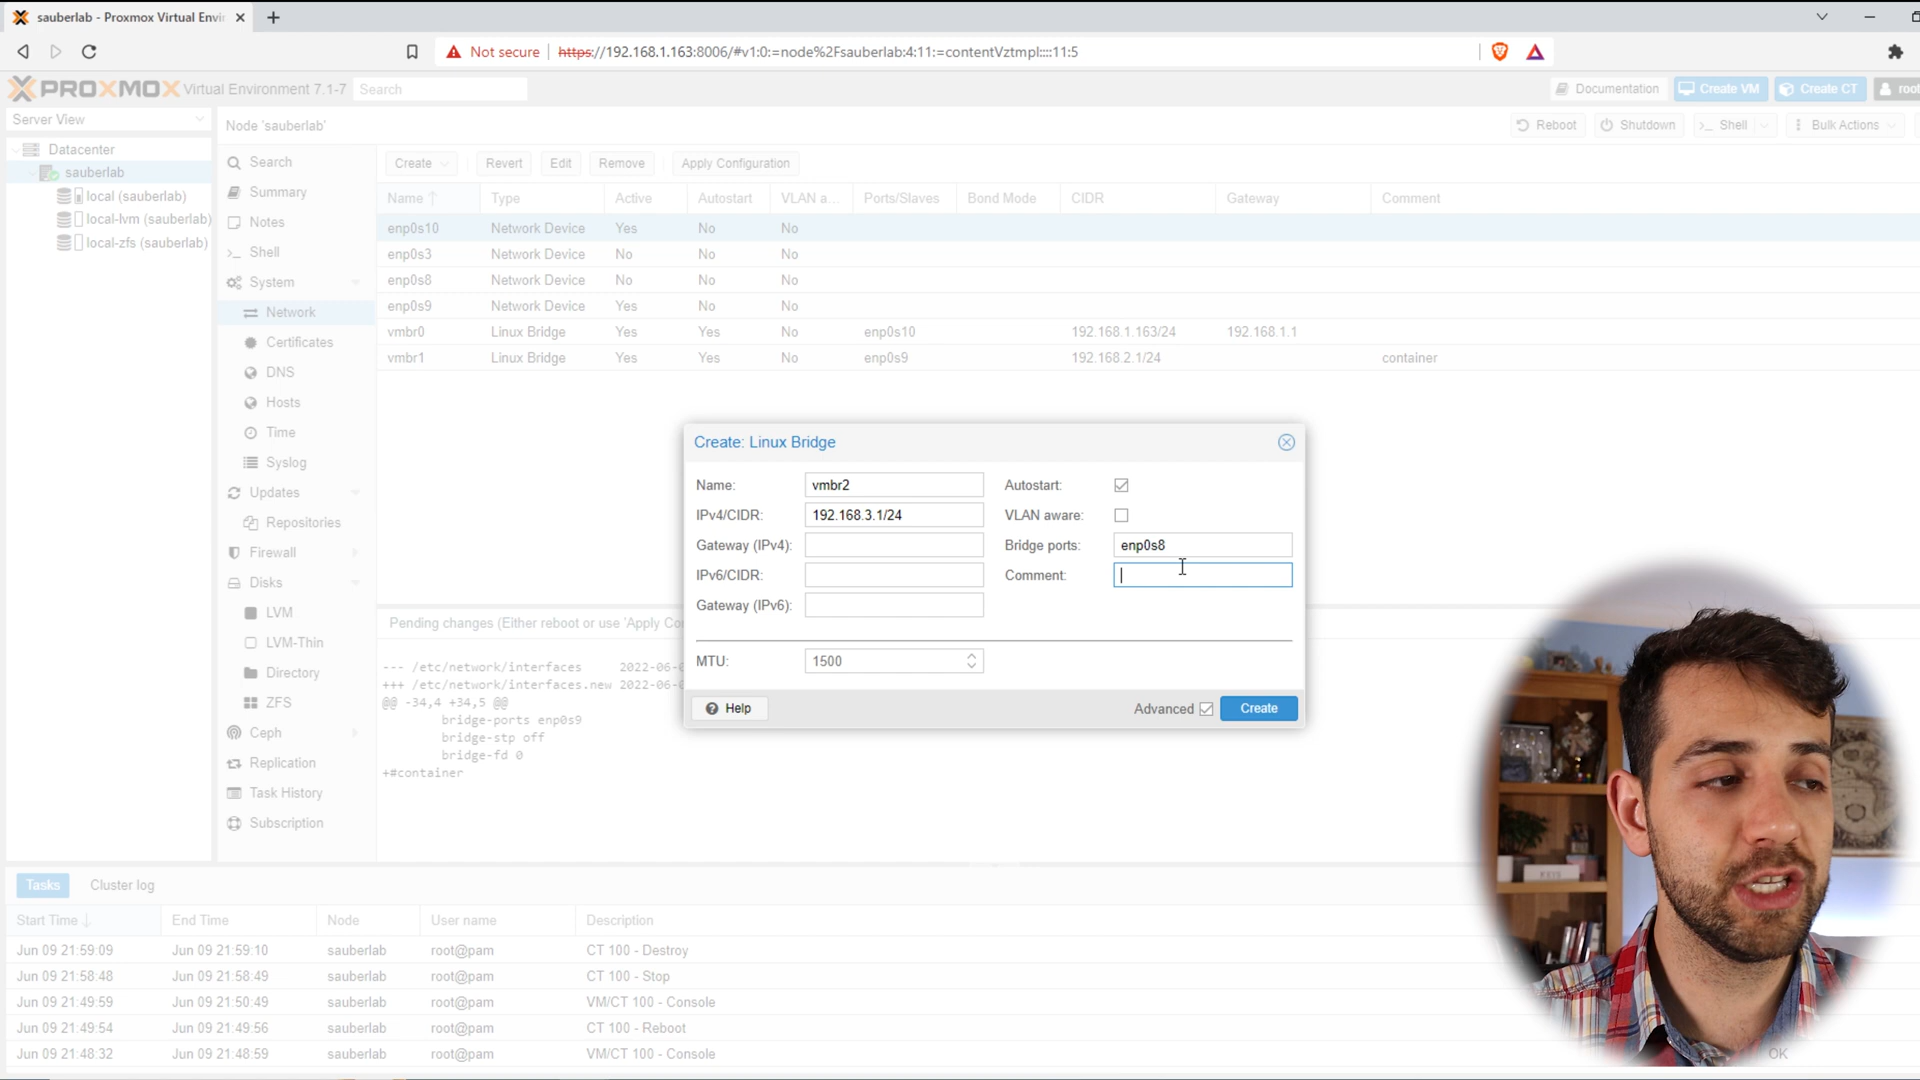 sauberlab - Proxmox Virtual Envi
Not secure
https://192.168.1.163:8006/#v1:0:=node%2Fsauberlab:4:11:=contentVztmpl::::11:5
PROXMOX Virtual Environment 7.1-7
Search
Documentation
Create VM
Create CT
root
Server View
Node 'sauberlab'
Reboot
Shutdown
Shell
Bulk Actions
Datacenter
sauberlab
local (sauberlab)
local-lvm (sauberlab)
local-zfs (sauberlab)
Search
Summary
Notes
Shell
System
Network
Certificates
DNS
Hosts
Time
Syslog
Updates
Repositories
Firewall
Disks
LVM
LVM-Thin
Directory
ZFS
Ceph
Replication
Task History
Subscription
Create
Revert
Edit
Remove
Apply Configuration
Name Type Active Autostart VLAN a... Ports/Slaves Bond Mode CIDR Gateway Comment
enp0s10 Network Device Yes No No
enp0s3 Network Device No No No
enp0s8 Network Device No No No
enp0s9 Network Device Yes No No
vmbr0 Linux Bridge Yes Yes No enp0s10 192.168.1.163/24 192.168.1.1
vmbr1 Linux Bridge Yes Yes No enp0s9 192.168.2.1/24 container
Create: Linux Bridge
Name: vmbr2 Autostart:
IPv4/CIDR: 192.168.3.1/24 VLAN aware:
Gateway (IPv4): Bridge ports: enp0s8
IPv6/CIDR: Comment:
Gateway (IPv6):
MTU: 1500
Help
Advanced
Create
Pending changes (Either reboot or use 'Apply Co
--- /etc/network/interfaces 2022-06-0
+++ /etc/network/interfaces.new 2022-06-0
@@ -34,4 +34,5 @@
bridge-ports enp0s9
bridge-stp off
bridge-fd 0
+#container
Tasks
Cluster log
Start Time End Time Node User name Description
Jun 09 21:59:09 Jun 09 21:59:10 sauberlab root@pam CT 100 - Destroy
Jun 09 21:58:48 Jun 09 21:58:49 sauberlab root@pam CT 100 - Stop
Jun 09 21:49:59 Jun 09 21:50:49 sauberlab root@pam VM/CT 100 - Console
Jun 09 21:49:54 Jun 09 21:49:56 sauberlab root@pam CT 100 - Reboot
Jun 09 21:48:32 Jun 09 21:48:59 sauberlab root@pam VM/CT 100 - Console
KEYS
OK